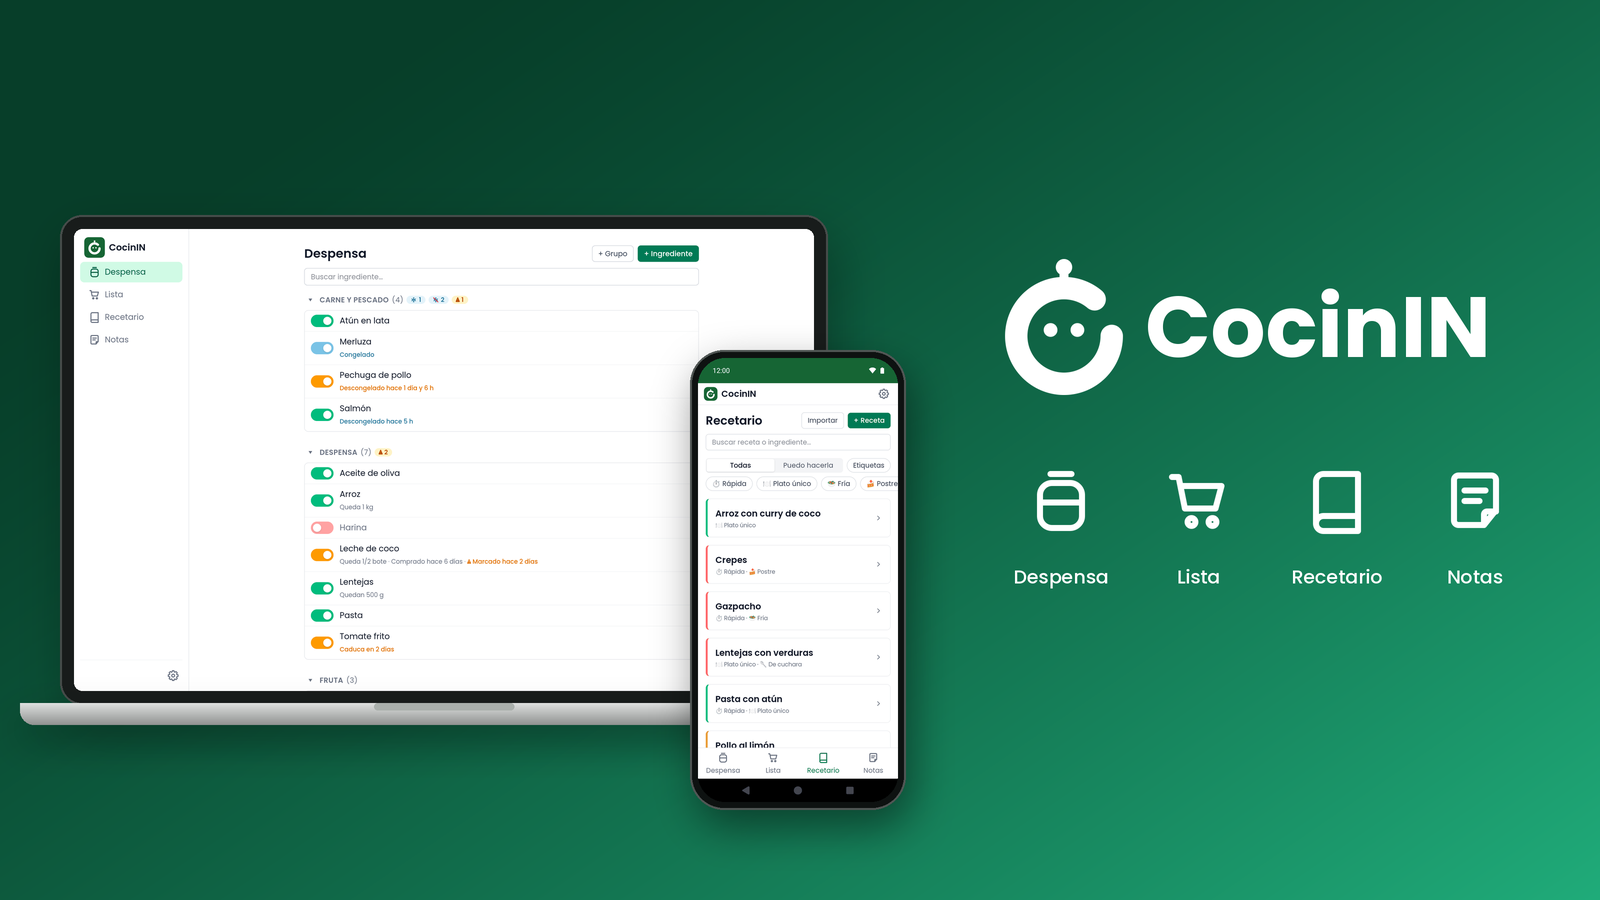 CocinIN
Despensa
Lista
Recetario
Notas
Despensa
+ Grupo
+ Ingrediente
Buscar ingrediente...
CARNE Y PESCADO (4) 1 2 1
Atún en lata
Merluza
Congelado
Pechuga de pollo
Descongelado hace 1 día y 6 h
Salmón
Descongelado hace 5 h
DESPENSA (7) 2
Aceite de oliva
Arroz
Queda 1 kg
Harina
Leche de coco
Queda 1/2 bote · Comprado hace 6 días · Marcado hace 2 días
Lentejas
Quedan 500 g
Pasta
Tomate frito
Caduca en 2 días
FRUTA (3)
12:00
CocinIN
Recetario
Importar
+ Receta
Buscar receta o ingrediente...
Todas
Puedo hacerla
Etiquetas
Rápida
Plato único
Fría
Postre
Arroz con curry de coco
Plato único
Crepes
Rápida · Postre
Gazpacho
Rápida · Fría
Lentejas con verduras
Plato único · De cuchara
Pasta con atún
Rápida · Plato único
Pollo al limón
Despensa
Lista
Recetario
Notas
CocinIN
Despensa
Lista
Recetario
Notas